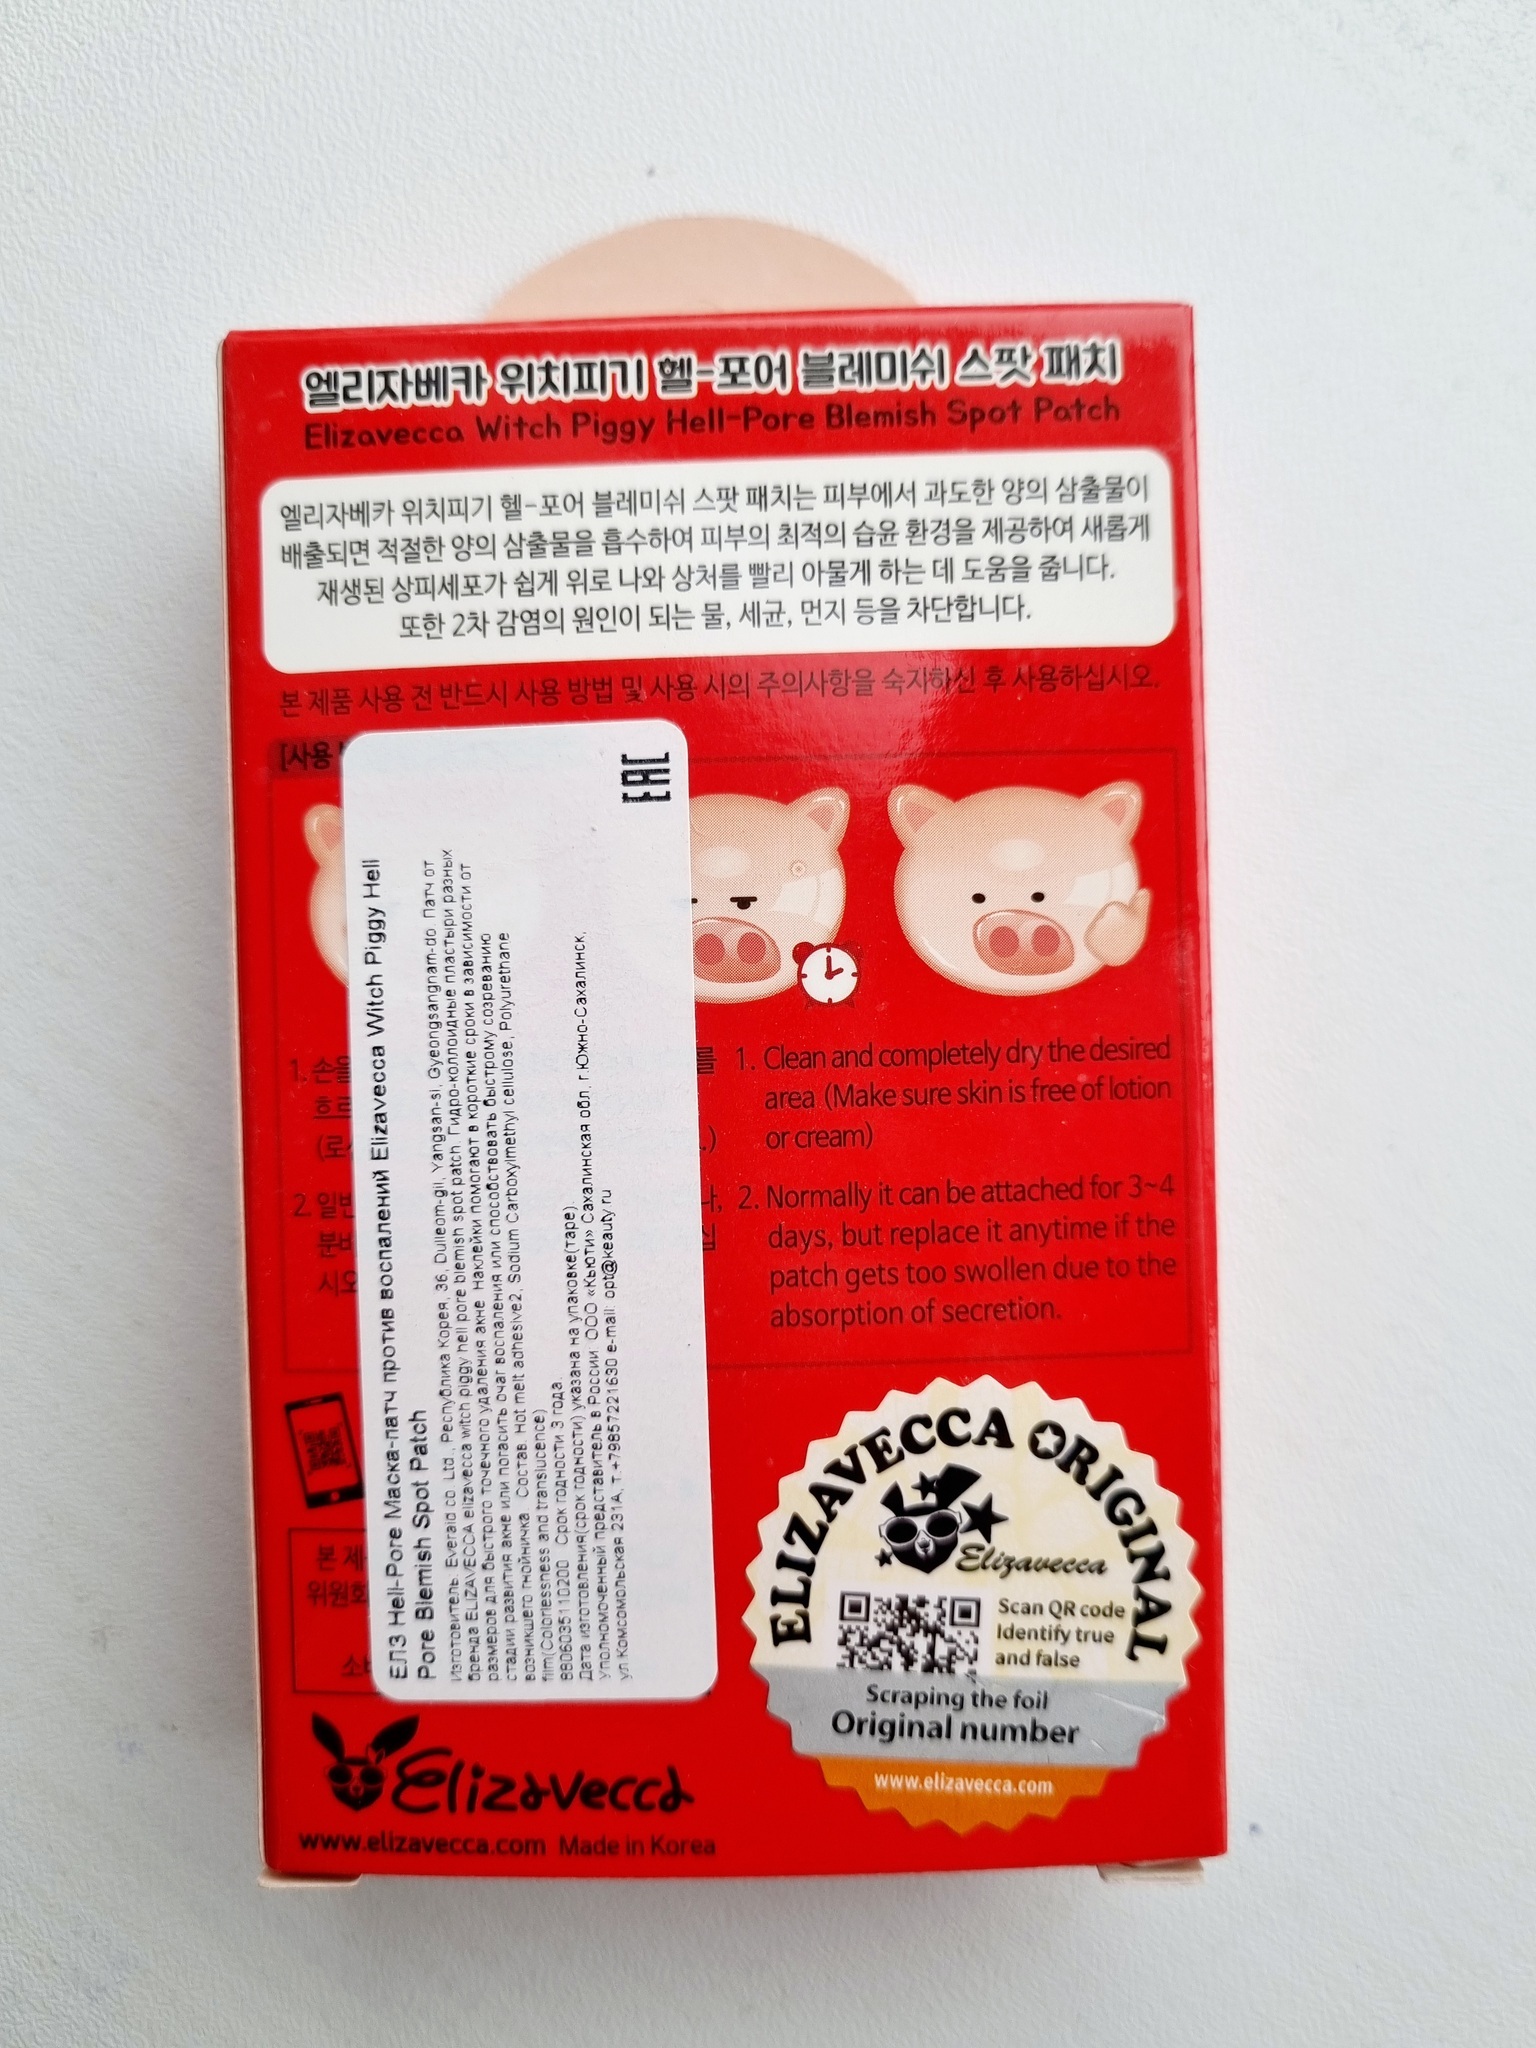 엘리자베카 위치피기 헬-포어 블레미쉬 스팟 패치
Elizavecca Witch Piggy Hell-Pore Blemish Spot Patch
엘리자베카 위치피기 헬-포어 블레미쉬 스팟 패치는 피부에서 과도한 양의 삼출물이
배출되면 적절한 양의 삼출물을 흡수하여 피부의 최적의 습윤 환경을 제공하여 새롭게
재생된 상피세포가 쉽게 위로 나와 상처를 빨리 아물게 하는 데 도움을 줍니다.
또한 2차 감염의 원인이 되는 물, 세균, 먼지 등을 차단합니다.
본 제품 사용 전 반드시 사용 방법 및 사용 시의 주의사항을 숙지하신 후 사용하십시오.
[사용
EAC
ЕЛЗ Hell-Pore Маска-патч против воспалений Elizavecca Witch Piggy Hell
Pore Blemish Spot Patch
Изготовитель: Everaid co. Ltd., Республика Корея, 36, Dulleom-gil, Yangsan-si, Gyeongsangnam-do. Патч от
бренда ELIZAVECCA elizavecca witch piggy hell pore blemish spot patch. Гидро-коллоидные пластыри разных
размеров для быстрого точечного удаления акне. Наклейки помогают в короткие сроки в зависимости от
стадии развития акне или погасить очаг воспаления или способствовать быстрому созреванию
возникшего гнойничка Состав: Hot melt adhesive2, Sodium Carboxylmethyl cellulose, Polyurethane
film(Colorlessness and translucence)
8806035110200 Срок годности 3 года.
Дата изготовления(срок годности) указана на упаковке(таре).
Уполномоченный представитель в России: ООО «Кьюти» Сахалинская обл, г.Южно-Сахалинск,
ул Комсомольская 231А, т.+79857221630 e-mail: opt@keauty.ru
1. Clean and completely dry the desired
area (Make sure skin is free of lotion
or cream)
2. Normally it can be attached for 3~4
days, but replace it anytime if the
patch gets too swollen due to the
absorption of secretion.
1. 손을
2. 일반
본 제
위원회
ELIZAVECCA ORIGINAL
Elizavecca
Scan QR code
Identify true
and false
Scraping the foil
Original number
www.elizavecca.com
Elizavecca
www.elizavecca.com Made in Korea